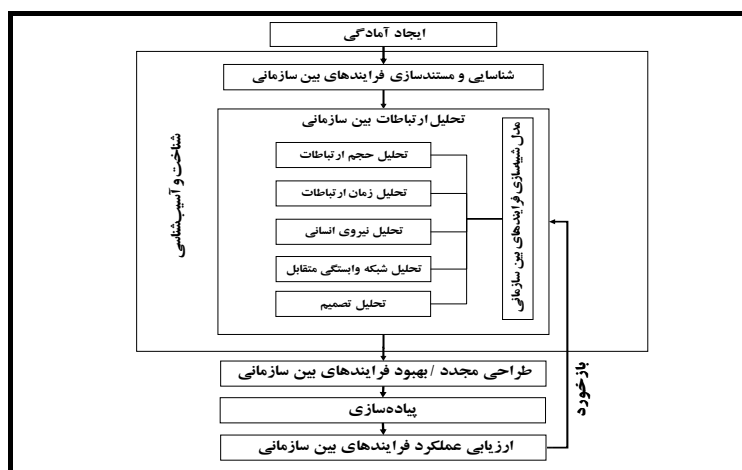 ایجاد آمادگی
شناسایی و مستندسازی فرایندهای بین سازمانی
شناخت و آسیب‌شناسی
تحلیل ارتباطات بین سازمانی
مدل شبیه‌سازی فرایندهای بین سازمانی
تحلیل حجم ارتباطات
تحلیل زمان ارتباطات
تحلیل نیروی انسانی
تحلیل شبکه وابستگی متقابل
تحلیل تصمیم
طراحی مجدد / بهبود فرایندهای بین سازمانی
پیاده‌سازی
ارزیابی عملکرد فرایندهای بین سازمانی
بازخورد